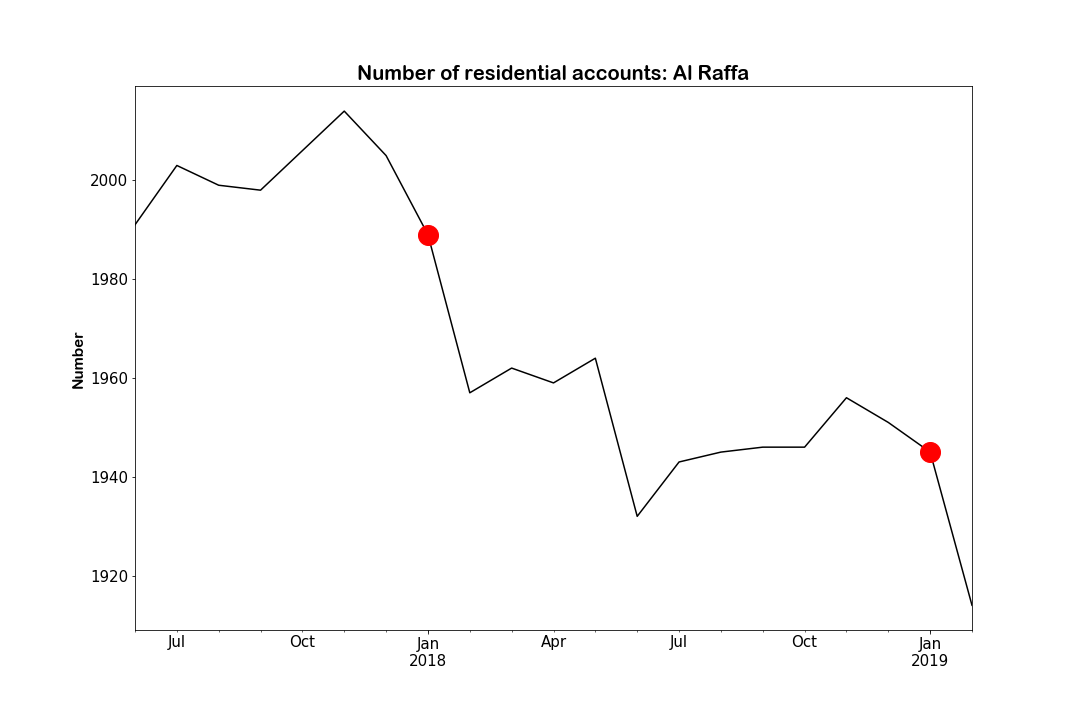 Number of residential accounts: Al Raffa
Number
2000
1980
1960
1940
1920
Jul
Oct
Jan
2018
Apr
Jul
Oct
Jan
2019